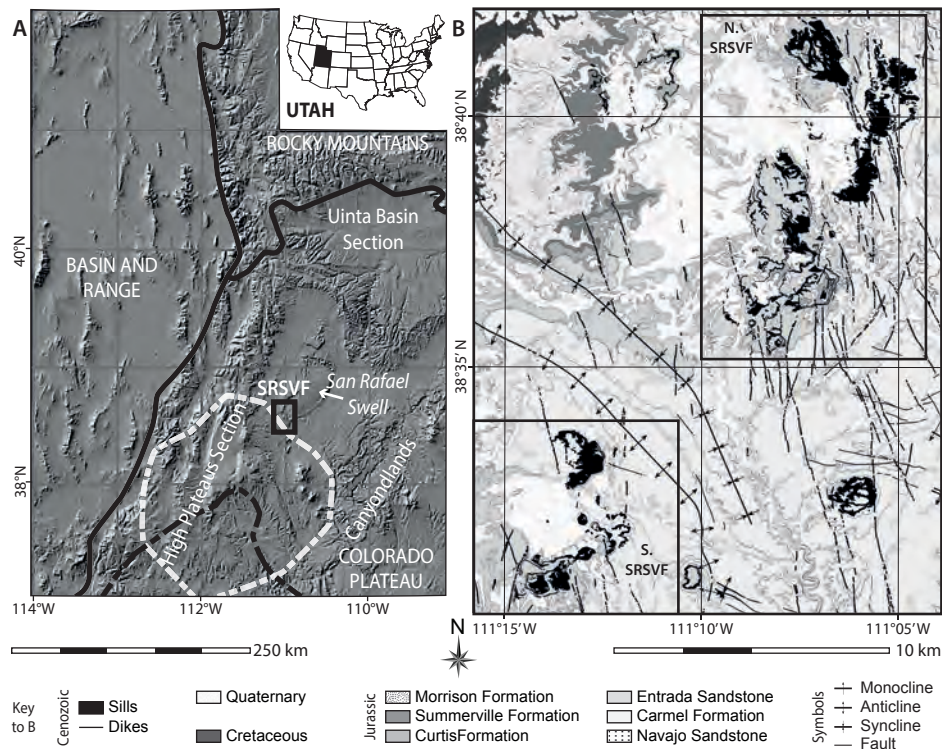 A
UTAH
ROCKY MOUNTAINS
Uinta Basin
Section
40°N
BASIN AND
RANGE
SRSVF
San Rafael
Swell
High Plateaus Section
Canyondlands
38°N
COLORADO
PLATEAU
114°W
112°W
110°W
B
N.
SRSVF
38°40′N
38°35′N
S.
SRSVF
111°15′W
111°10′W
111°05′W
N
250 km
10 km
Key
to B
Cenozoic
Sills
Dikes
Quaternary
Cretaceous
Jurassic
Morrison Formation
Summerville Formation
CurtisFormation
Entrada Sandstone
Carmel Formation
Navajo Sandstone
Symbols
Monocline
Anticline
Syncline
Fault